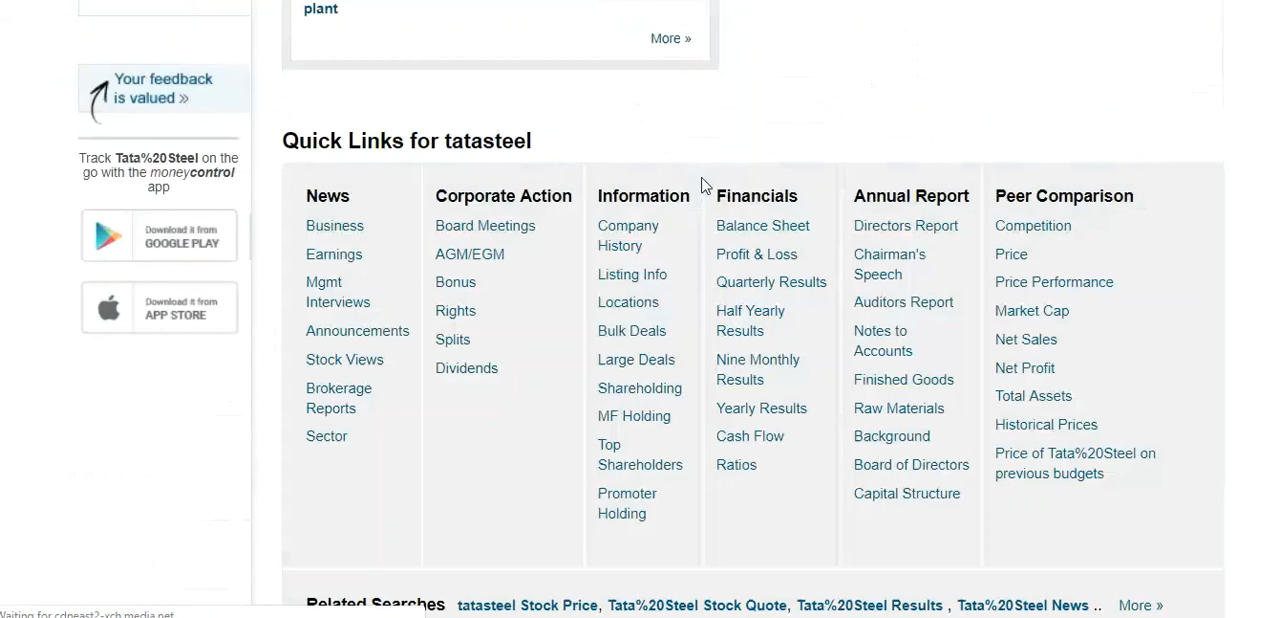 plant
More »
Your feedback
is valued »
Track Tata%20Steel on the
go with the moneycontrol
app
Download it from
GOOGLE PLAY
Download it from
APP STORE
Quick Links for tatasteel
News
Business
Earnings
Mgmt
Interviews
Announcements
Stock Views
Brokerage
Reports
Sector
Corporate Action
Board Meetings
AGM/EGM
Bonus
Rights
Splits
Dividends
Information
Company
History
Listing Info
Locations
Bulk Deals
Large Deals
Shareholding
MF Holding
Top
Shareholders
Promoter
Holding
Financials
Balance Sheet
Profit & Loss
Quarterly Results
Half Yearly
Results
Nine Monthly
Results
Yearly Results
Cash Flow
Ratios
Annual Report
Directors Report
Chairman's
Speech
Auditors Report
Notes to
Accounts
Finished Goods
Raw Materials
Background
Board of Directors
Capital Structure
Peer Comparison
Competition
Price
Price Performance
Market Cap
Net Sales
Net Profit
Total Assets
Historical Prices
Price of Tata%20Steel on
previous budgets
Related Searches tatasteel Stock Price, Tata%20Steel Stock Quote, Tata%20Steel Results , Tata%20Steel News .. More »
Waiting for cdneast2-xch.media.net